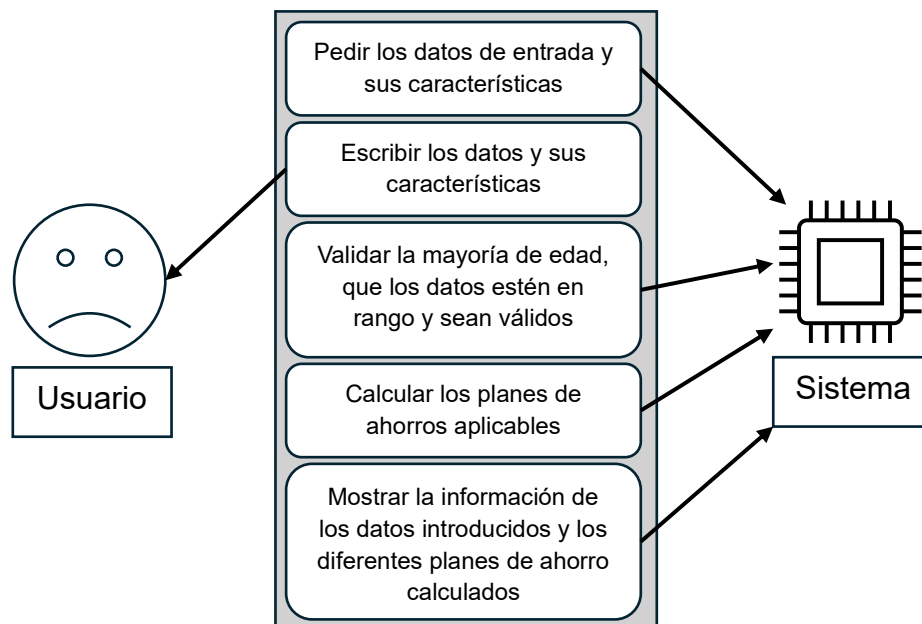 Pedir los datos de entrada y
sus características
Escribir los datos y sus
características
Validar la mayoría de edad,
que los datos estén en
rango y sean válidos
Calcular los planes de
ahorros aplicables
Mostrar la información de
los datos introducidos y los
diferentes planes de ahorro
calculados
Usuario
Sistema